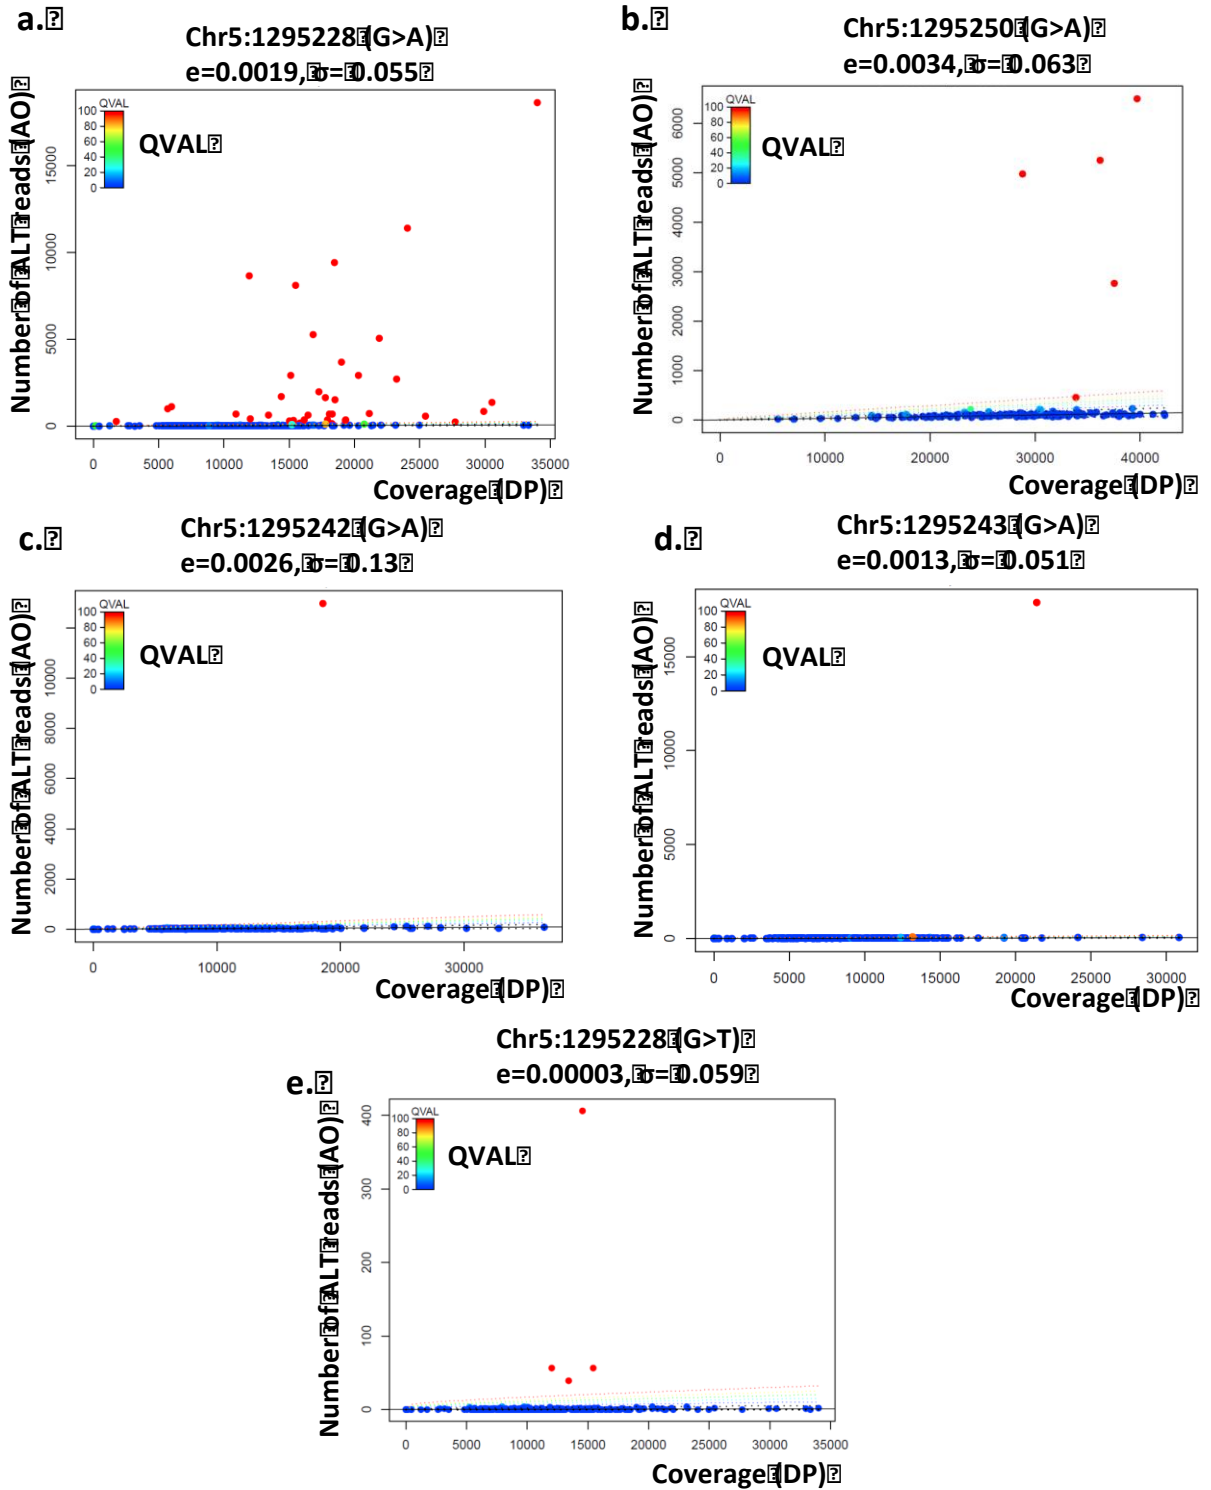 a.
Chr5:1295228 (G>A)
e=0.0019, σ= 0.055
QVAL
100
80
60
40
20
0
QVAL
Number of ALT reads (AO)
0
5000
10000
15000
0 5000 10000 15000 20000 25000 30000 35000
Coverage (DP)
b.
Chr5:1295250 (G>A)
e=0.0034, σ= 0.063
QVAL
100
80
60
40
20
0
QVAL
Number of ALT reads (AO)
0
1000
2000
3000
4000
5000
6000
0 10000 20000 30000 40000
Coverage (DP)
c.
Chr5:1295242 (G>A)
e=0.0026, σ= 0.13
QVAL
100
80
60
40
20
0
QVAL
Number of ALT reads (AO)
0
2000
4000
6000
8000
10000
0 10000 20000 30000
Coverage (DP)
d.
Chr5:1295243 (G>A)
e=0.0013, σ= 0.051
QVAL
100
80
60
40
20
0
QVAL
Number of ALT reads (AO)
0
5000
10000
15000
0 5000 10000 15000 20000 25000 30000
Coverage (DP)
e.
Chr5:1295228 (G>T)
e=0.00003, σ= 0.059
QVAL
100
80
60
40
20
0
QVAL
Number of ALT reads (AO)
0
100
200
300
400
0 5000 10000 15000 20000 25000 30000 35000
Coverage (DP)